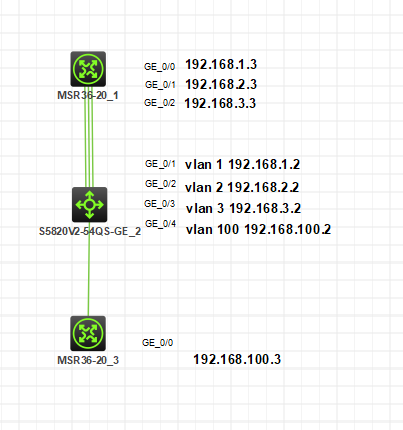 GE_0/0 192.168.1.3
GE_0/1 192.168.2.3
MSR36-20_1
GE_0/2 192.168.3.3
GE_0/1 vlan 1 192.168.1.2
GE_0/2 vlan 2 192.168.2.2
GE_0/3 vlan 3 192.168.3.2
GE_0/4 vlan 100 192.168.100.2
S5820V2-54QS-GE_2
GE_0/0
MSR36-20_3 192.168.100.3